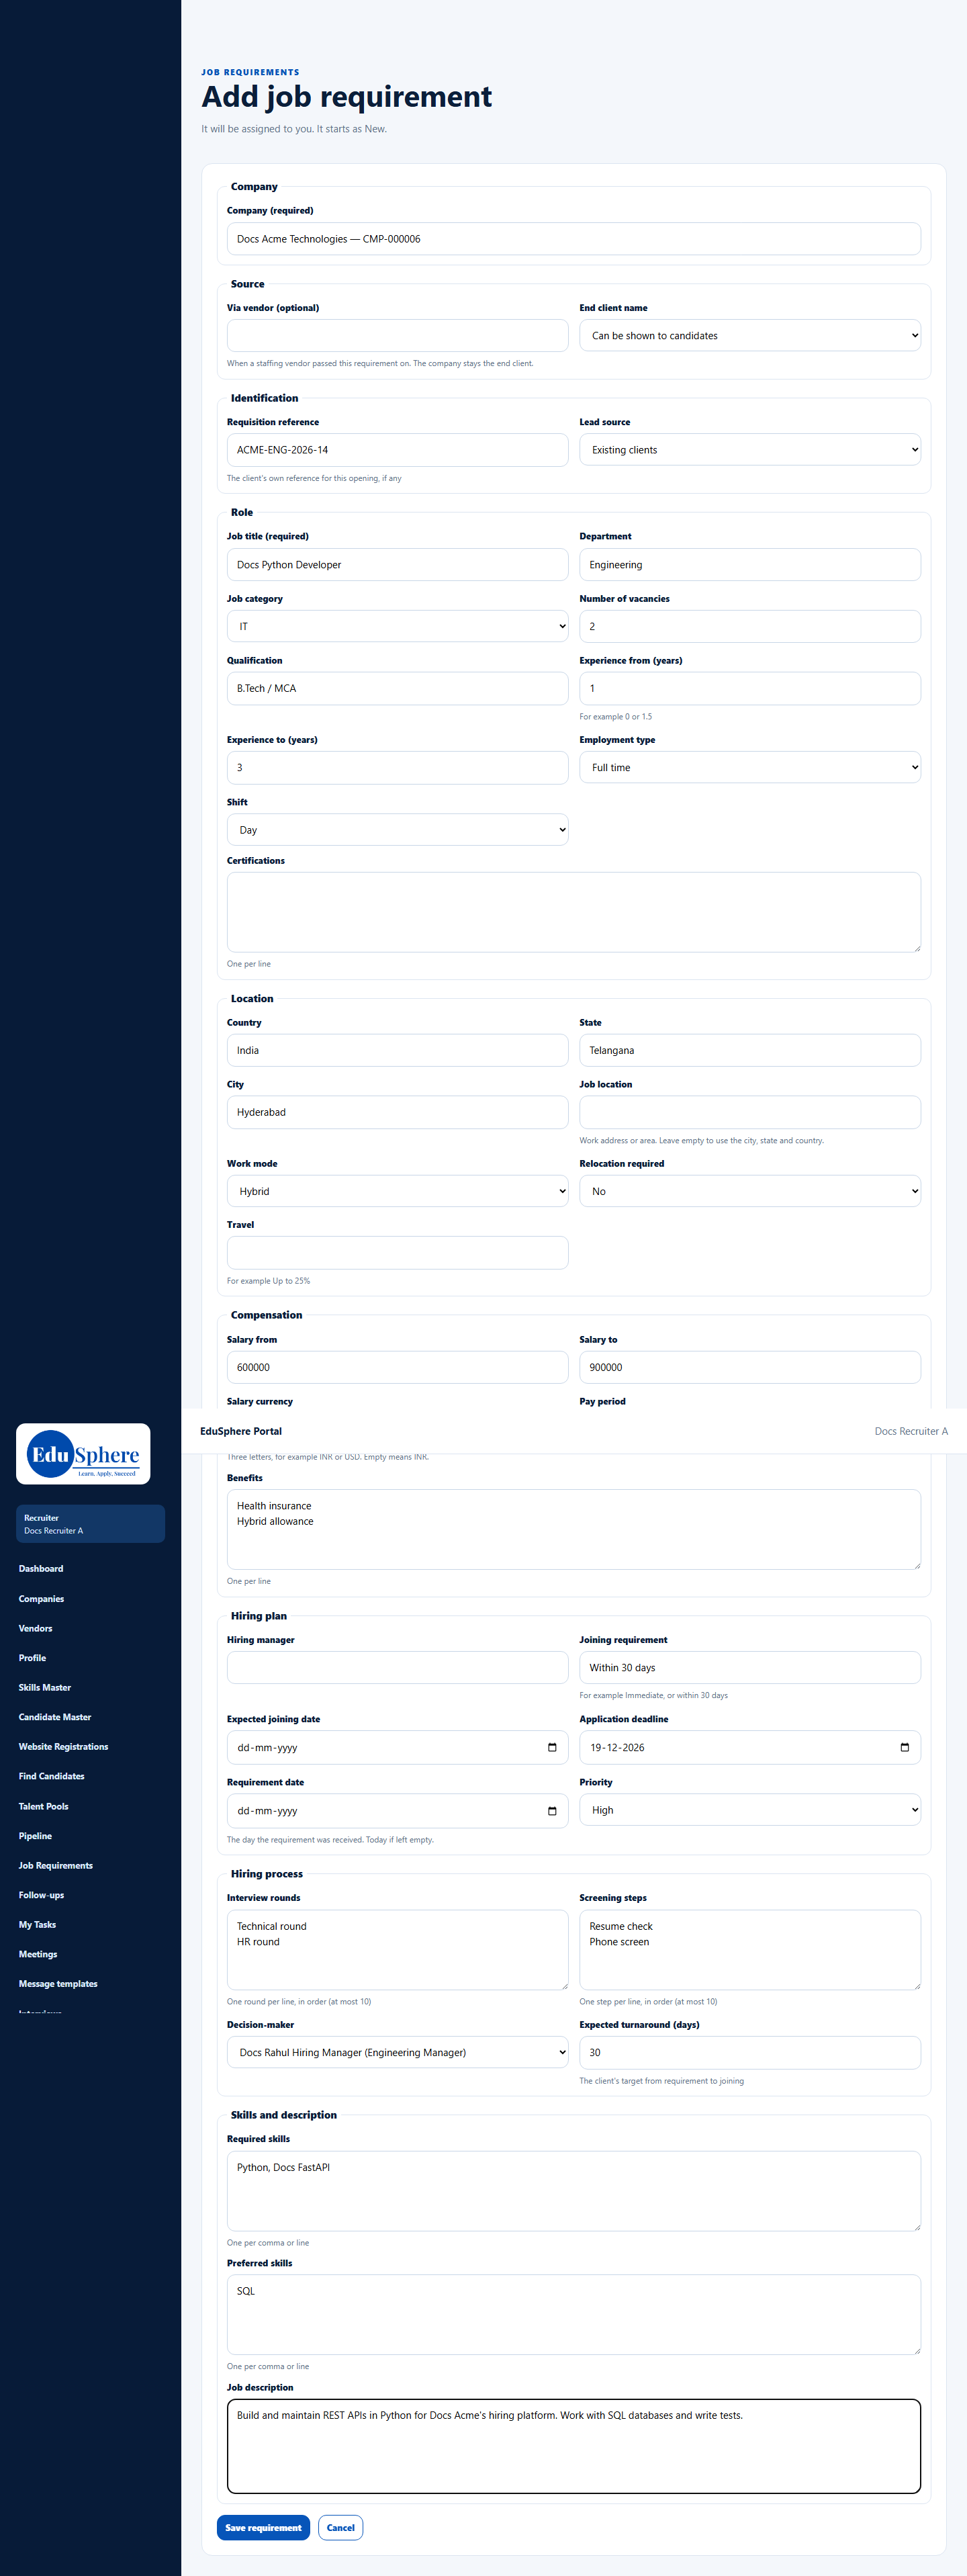 JOB REQUIREMENTS
Add job requirement
It will be assigned to you. It starts as New.
Company
Company (required)
Docs Acme Technologies — CMP-000006
Source
Via vendor (optional)
End client name
Can be shown to candidates
When a staffing vendor passed this requirement on. The company stays the end client.
Identification
Requisition reference
Lead source
ACME-ENG-2026-14
Existing clients
The client's own reference for this opening, if any
Role
Job title (required)
Department
Docs Python Developer
Engineering
Job category
Number of vacancies
IT
2
Qualification
Experience from (years)
B.Tech / MCA
1
For example 0 or 1.5
Experience to (years)
Employment type
3
Full time
Shift
Day
Certifications
One per line
Location
Country
State
India
Telangana
City
Job location
Hyderabad
Work address or area. Leave empty to use the city, state and country.
Work mode
Relocation required
Hybrid
No
Travel
For example Up to 25%
Compensation
Salary from
Salary to
600000
900000
Salary currency
Pay period
EduSphere Portal
Docs Recruiter A
Three letters, for example INR or USD. Empty means INR.
Benefits
Health insurance
Hybrid allowance
One per line
Hiring plan
Hiring manager
Joining requirement
Within 30 days
For example Immediate, or within 30 days
Expected joining date
Application deadline
dd-mm-yyyy
19-12-2026
Requirement date
Priority
dd-mm-yyyy
High
The day the requirement was received. Today if left empty.
Hiring process
Interview rounds
Screening steps
Technical round
HR round
Resume check
Phone screen
One round per line, in order (at most 10)
One step per line, in order (at most 10)
Decision-maker
Expected turnaround (days)
Docs Rahul Hiring Manager (Engineering Manager)
30
The client's target from requirement to joining
Skills and description
Required skills
Python, Docs FastAPI
One per comma or line
Preferred skills
SQL
One per comma or line
Job description
Build and maintain REST APIs in Python for Docs Acme's hiring platform. Work with SQL databases and write tests.
Save requirement
Cancel
EduSphere
Learn, Apply, Succeed
Recruiter
Docs Recruiter A
Dashboard
Companies
Vendors
Profile
Skills Master
Candidate Master
Website Registrations
Find Candidates
Talent Pools
Pipeline
Job Requirements
Follow-ups
My Tasks
Meetings
Message templates